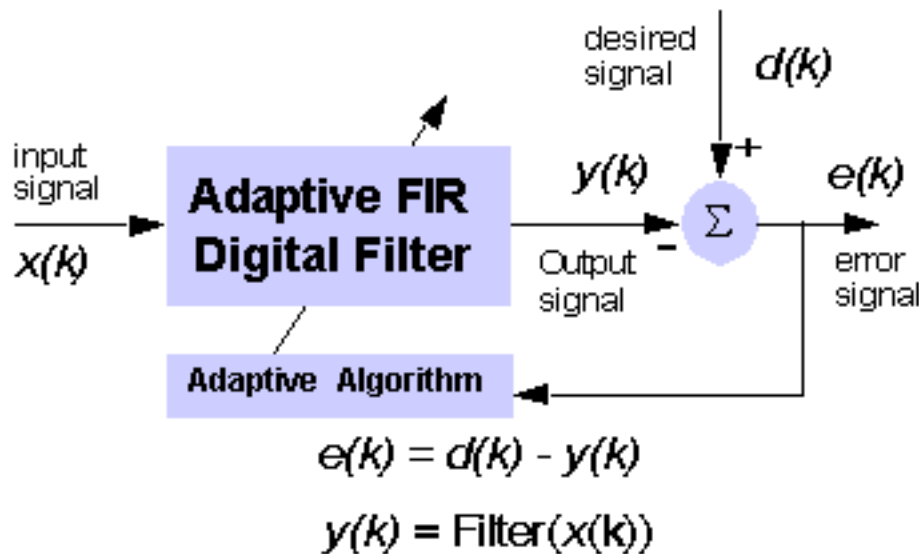 desired
signal
d(k)
input
signal
x(k)
Adaptive FIR
Digital Filter
y(k)
+
Σ
-
e(k)
Output
signal
error
signal
Adaptive Algorithm
e(k) = d(k) - y(k)
y(k) = Filter(x(k))